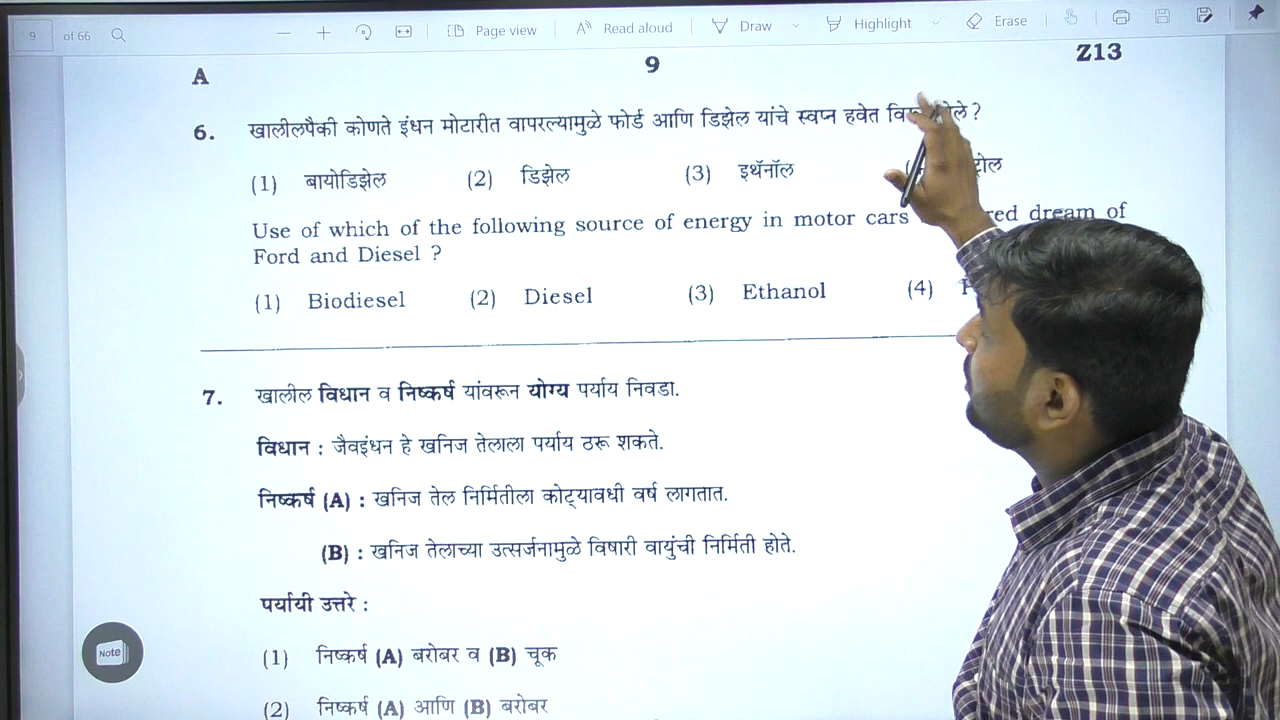 9 of 66 Page view Read aloud Draw Highlight Erase
A 9 Z13
6. खालीलपैकी कोणते इंधन मोटारीत वापरल्यामुळे फोर्ड आणि डिझेल यांचे स्वप्न हवेत ?
(1) बायोडिझेल (2) डिझेल (3) इथॅनॉल
Use of which of the following source of energy in motor cars dream of
Ford and Diesel ?
(1) Biodiesel (2) Diesel (3) Ethanol (4)
7. खालील विधान व निष्कर्ष यांवरून योग्य पर्याय निवडा.
विधान : जैवइंधन हे खनिज तेलाला पर्याय ठरू शकते.
निष्कर्ष (A) : खनिज तेल निर्मितीला कोट्यावधी वर्ष लागतात.
(B) : खनिज तेलाच्या उत्सर्जनामुळे विषारी वायुंची निर्मिती होते.
पर्यायी उत्तरे :
(1) निष्कर्ष (A) बरोबर व (B) चूक
(2) निष्कर्ष (A) आणि (B) बरोबर
Note